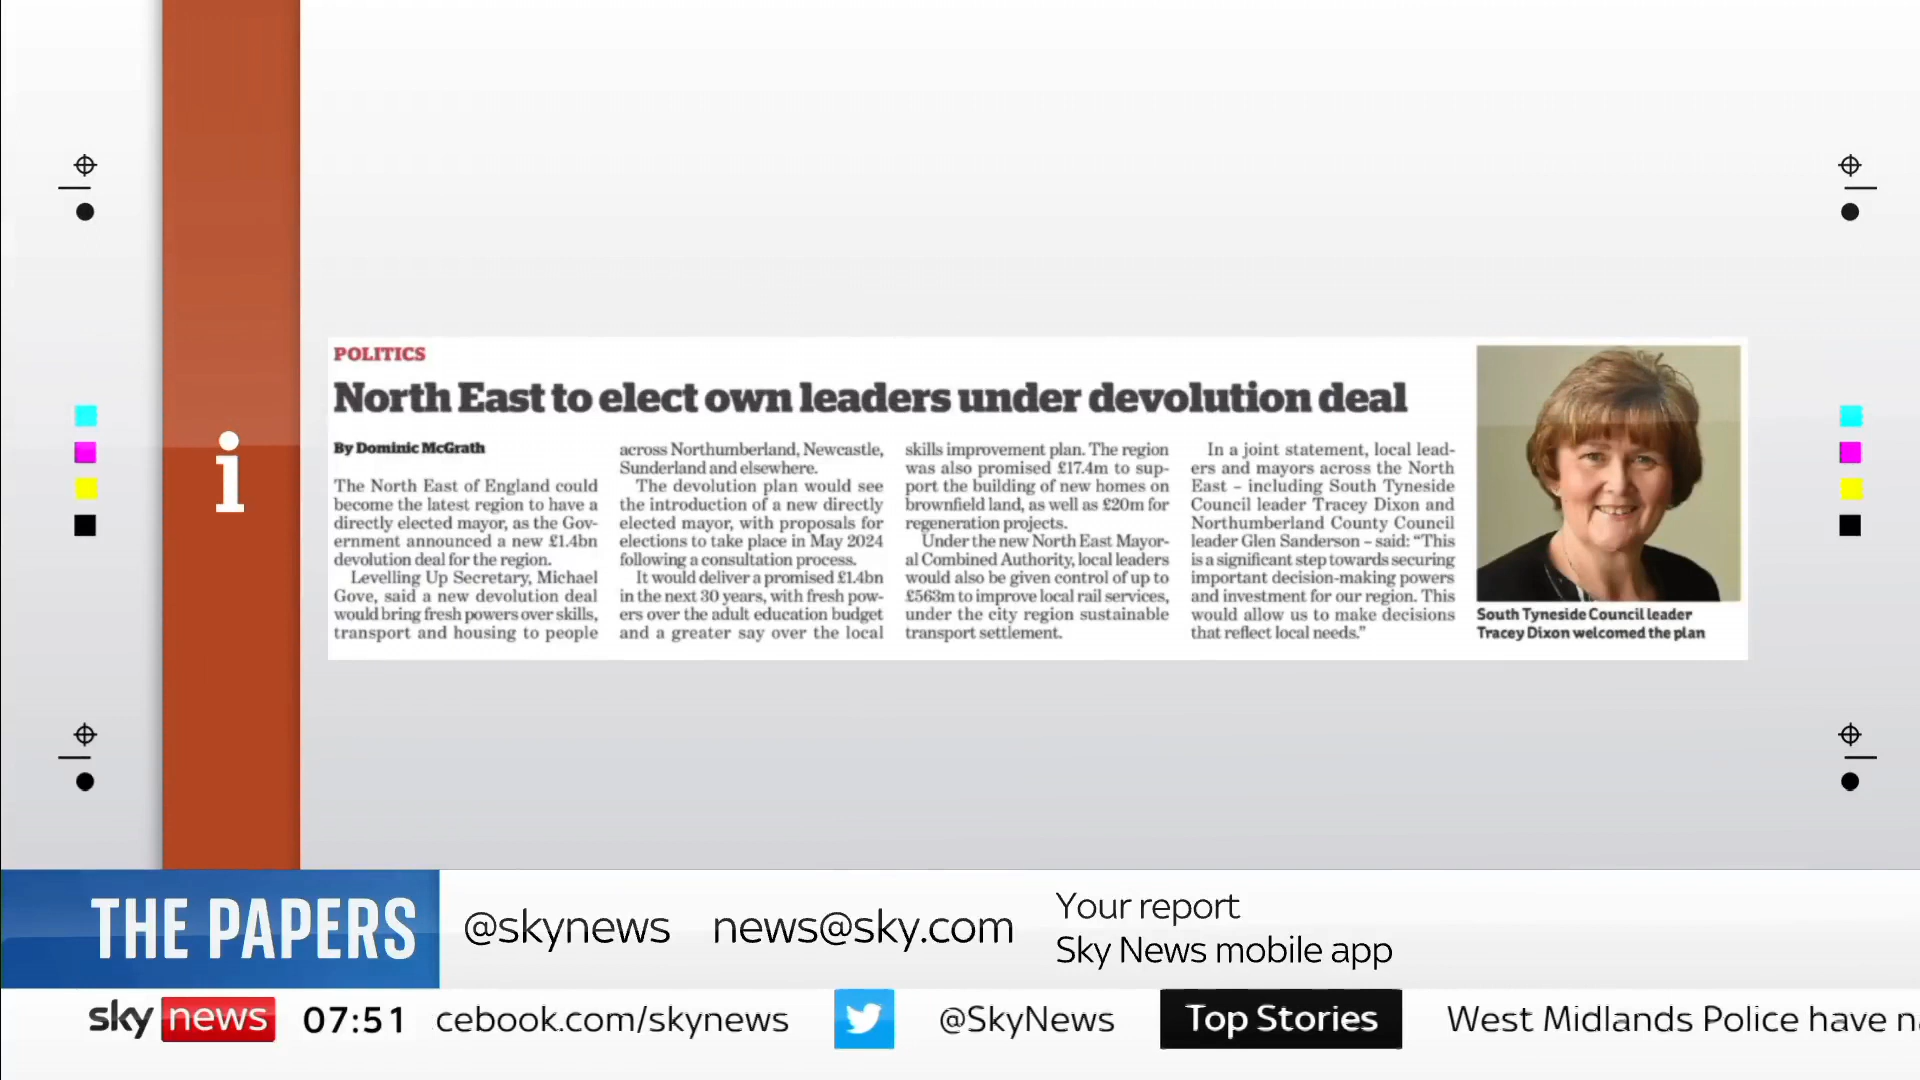 i
POLITICS
North East to elect own leaders under devolution deal
By Dominic McGrath
The North East of England could
become the latest region to have a
directly elected mayor, as the Gov-
ernment announced a new £1.4bn
devolution deal for the region.
Levelling Up Secretary, Michael
Gove, said a new devolution deal
would bring fresh powers over skills,
transport and housing to people
across Northumberland, Newcastle,
Sunderland and elsewhere.
The devolution plan would see
the introduction of a new directly
elected mayor, with proposals for
elections to take place in May 2024
following a consultation process.
It would deliver a promised £1.4bn
in the next 30 years, with fresh pow-
ers over the adult education budget
and a greater say over the local
skills improvement plan. The region
was also promised £17.4m to sup-
port the building of new homes on
brownfield land, as well as £20m for
regeneration projects.
Under the new North East Mayor-
al Combined Authority, local leaders
would also be given control of up to
£563m to improve local rail services,
under the city region sustainable
transport settlement.
In a joint statement, local lead-
ers and mayors across the North
East – including South Tyneside
Council leader Tracey Dixon and
Northumberland County Council
leader Glen Sanderson – said: “This
is a significant step towards securing
important decision-making powers
and investment for our region. This
would allow us to make decisions
that reflect local needs.”
South Tyneside Council leader
Tracey Dixon welcomed the plan
THE PAPERS
@skynews news@sky.com
Your report
Sky News mobile app
sky news 07:51 cebook.com/skynews @SkyNews Top Stories West Midlands Police have n